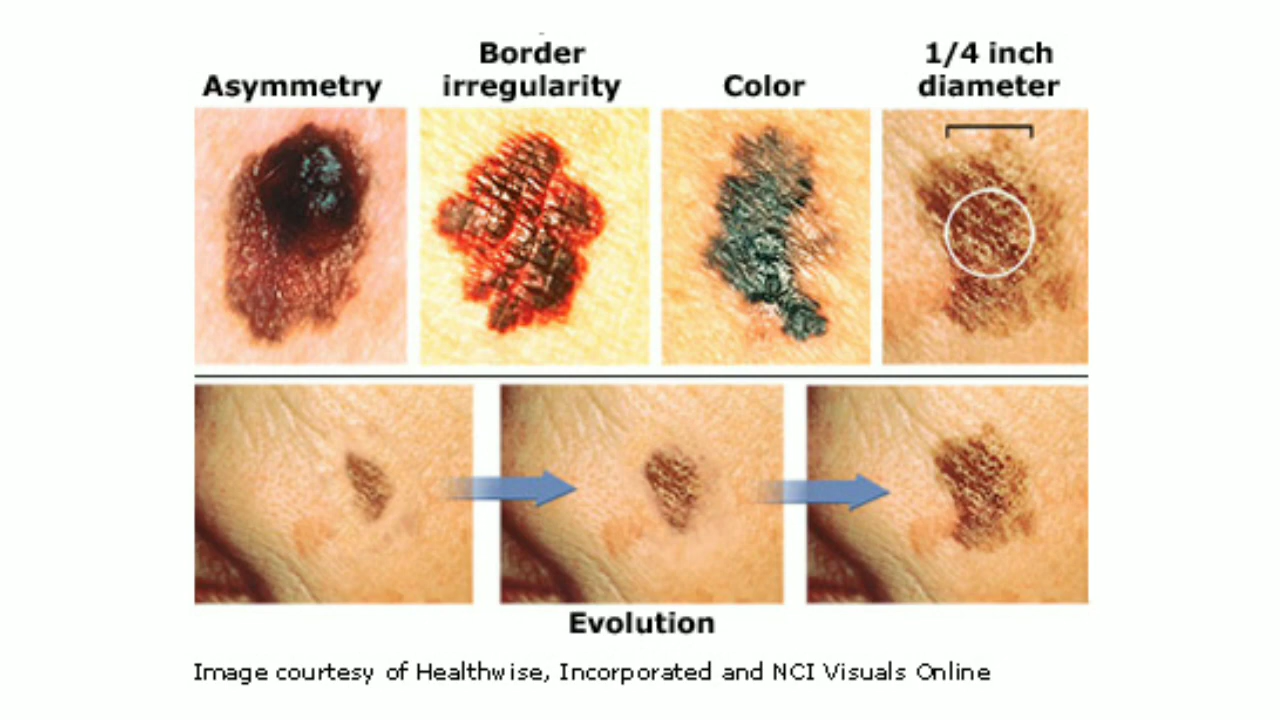 Asymmetry
Border
irregularity
Color
1/4 inch
diameter
Evolution
Image courtesy of Healthwise, Incorporated and NCI Visuals Online